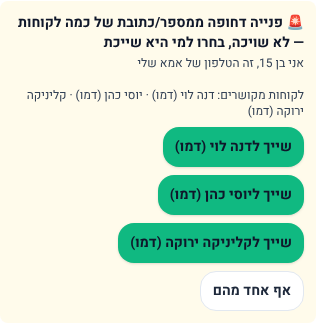 🚨 פנייה דחופה ממספר/כתובת של כמה לקוחות
— לא שויכה, בחרו למי היא שייכת
אני בן 15, זה הטלפון של אמא שלי
לקוחות מקושרים: דנה לוי (דמו) · יוסי כהן (דמו) · קליניקה
ירוקה (דמו)
שייך לדנה לוי (דמו)
שייך ליוסי כהן (דמו)
שייך לקליניקה ירוקה (דמו)
אף אחד מהם